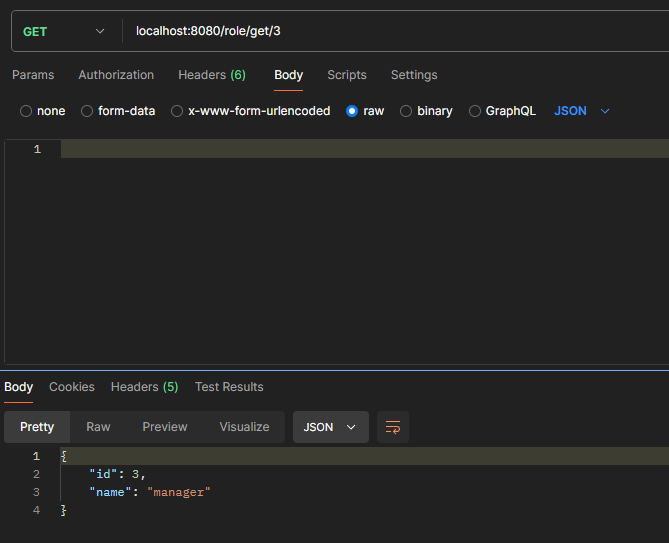 GET localhost:8080/role/get/3
Params Authorization Headers (6) Body Scripts Settings
none form-data x-www-form-urlencoded raw binary GraphQL JSON
1
Body Cookies Headers (5) Test Results
Pretty Raw Preview Visualize JSON
1 {
2 "id": 3,
3 "name": "manager"
4 }